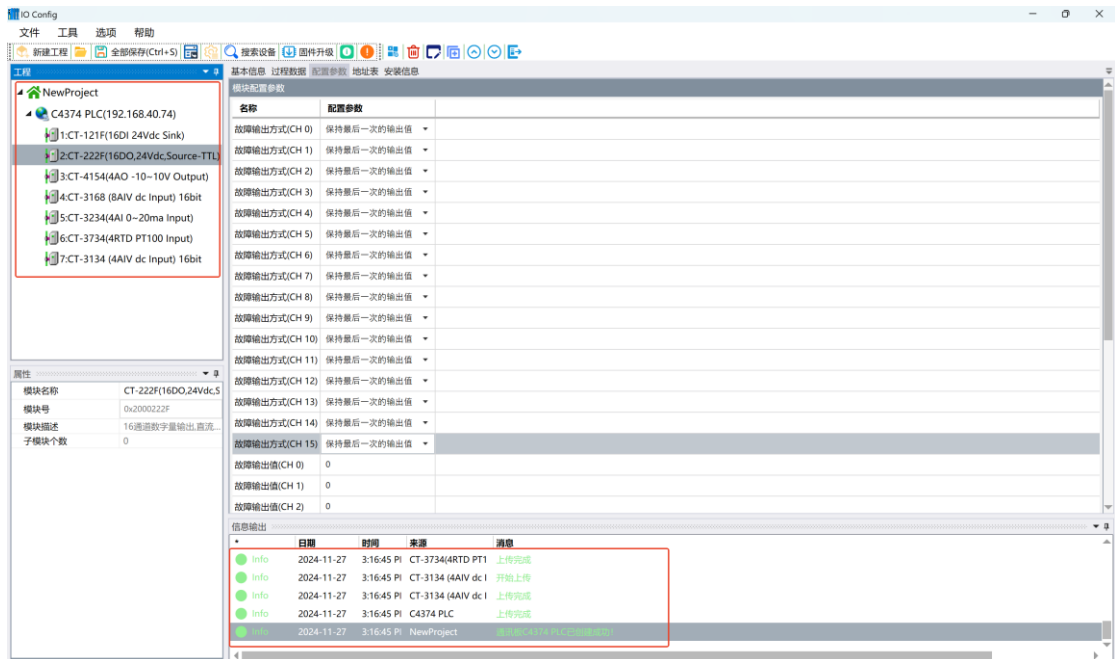 IO Config
文件 工具 选项 帮助
新建工程 全部保存(Ctrl+S) 搜索设备 固件升级
工程
NewProject
C4374 PLC(192.168.40.74)
1:CT-121F(16DI 24Vdc Sink)
2:CT-222F(16DO,24Vdc,Source-TTL)
3:CT-4154(4AO -10~10V Output)
4:CT-3168 (8AIV dc Input) 16bit
5:CT-3234(4AI 0~20ma Input)
6:CT-3734(4RTD PT100 Input)
7:CT-3134 (4AIV dc Input) 16bit
属性
模块名称 CT-222F(16DO,24Vdc,S
模块号 0x2000222F
模块描述 16通道数字量输出,直流...
子模块个数 0
基本信息 过程数据 配置参数 地址表 安装信息
模块配置参数
名称 配置参数
故障输出方式(CH 0) 保持最后一次的输出值
故障输出方式(CH 1) 保持最后一次的输出值
故障输出方式(CH 2) 保持最后一次的输出值
故障输出方式(CH 3) 保持最后一次的输出值
故障输出方式(CH 4) 保持最后一次的输出值
故障输出方式(CH 5) 保持最后一次的输出值
故障输出方式(CH 6) 保持最后一次的输出值
故障输出方式(CH 7) 保持最后一次的输出值
故障输出方式(CH 8) 保持最后一次的输出值
故障输出方式(CH 9) 保持最后一次的输出值
故障输出方式(CH 10) 保持最后一次的输出值
故障输出方式(CH 11) 保持最后一次的输出值
故障输出方式(CH 12) 保持最后一次的输出值
故障输出方式(CH 13) 保持最后一次的输出值
故障输出方式(CH 14) 保持最后一次的输出值
故障输出方式(CH 15) 保持最后一次的输出值
故障输出值(CH 0) 0
故障输出值(CH 1) 0
故障输出值(CH 2) 0
信息输出
* 日期 时间 来源 消息
Info 2024-11-27 3:16:45 PI CT-3734(4RTD PT1 上传完成
Info 2024-11-27 3:16:45 PI CT-3134 (4AIV dc I 开始上传
Info 2024-11-27 3:16:45 PI CT-3134 (4AIV dc I 上传完成
Info 2024-11-27 3:16:45 PI C4374 PLC 上传完成
Info 2024-11-27 3:16:45 PI NewProject 通讯板C4374 PLC已创建成功!